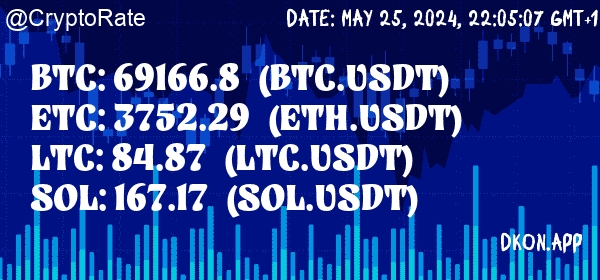 @CryptoRate
DATE: MAY 25, 2024, 22:05:07 GMT+1
BTC: 69166.8 (BTC.USDT)
ETC: 3752.29 (ETH.USDT)
LTC: 84.87 (LTC.USDT)
SOL: 167.17 (SOL.USDT)
DKON.APP